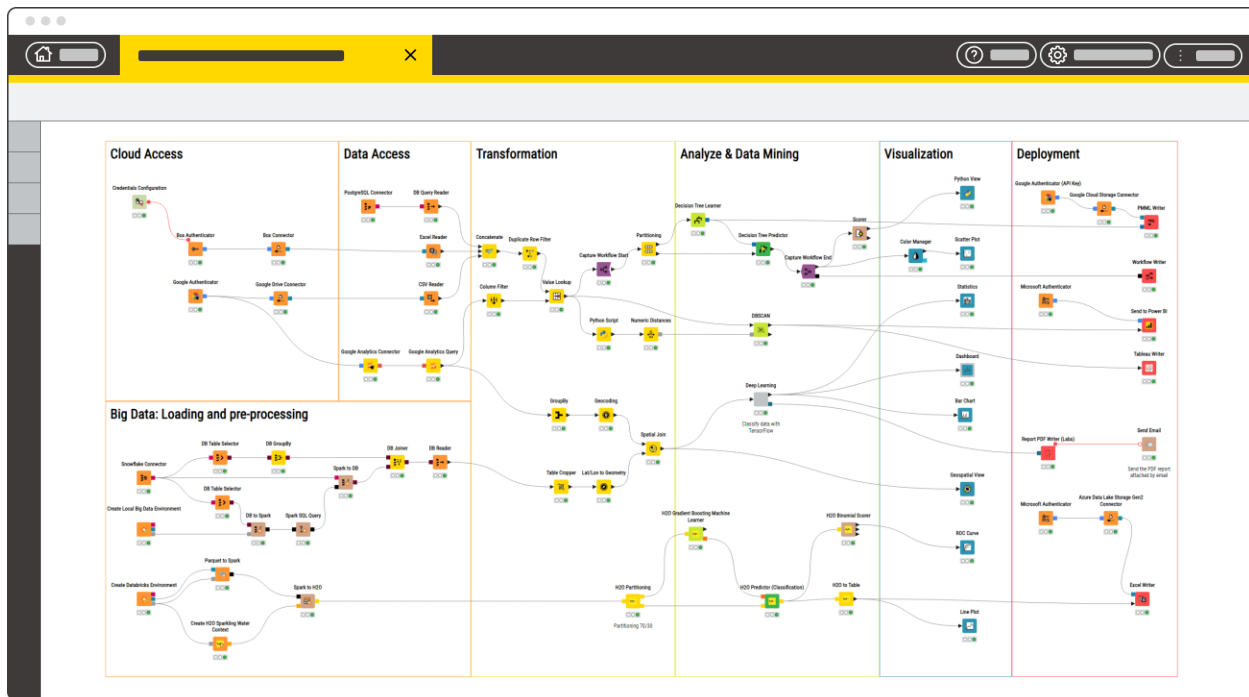 Cloud Access
Credentials Configuration
Box Authenticator
Box Connector
Google Authenticator
Google Drive Connector
Data Access
PostgreSQL Connector
DB Query Reader
Excel Reader
CSV Reader
Google Analytics Connector
Google Analytics Query
Big Data: Loading and pre-processing
DB Table Selector
DB GroupBy
Snowflake Connector
DB Table Selector
Spark to DB
DB Joiner
DB Reader
Create Local Big Data Environment
DB to Spark
Spark SQL Query
Parquet to Spark
Create Databricks Environment
Spark to H2O
Create H2O Sparkling Water
Context
Transformation
Concatenate
Duplicate Row Filter
Column Filter
Value Lookup
Capture Workflow Start
Partitioning
Python Script
Numeric Distances
GroupBy
Geocoding
Spatial Join
Table Cropper
Lat/Lon to Geometry
H2O Partitioning
Partitioning 70/30
Analyze & Data Mining
Decision Tree Learner
Decision Tree Predictor
Capture Workflow End
Scorer
DBSCAN
Deep Learning
Classify data with
TensorFlow
H2O Gradient Boosting Machine
Learner
H2O Binomial Scorer
H2O Predictor (Classification)
H2O to Table
Visualization
Python View
Color Manager
Scatter Plot
Statistics
Dashboard
Bar Chart
Geospatial View
ROC Curve
Line Plot
Deployment
Google Authenticator (API Key)
Google Cloud Storage Connector
PMML Writer
Workflow Writer
Microsoft Authenticator
Send to Power BI
Tableau Writer
Report PDF Writer (Labs)
Send Email
Send the PDF report
attached by email
Microsoft Authenticator
Azure Data Lake Storage Gen2
Connector
Excel Writer